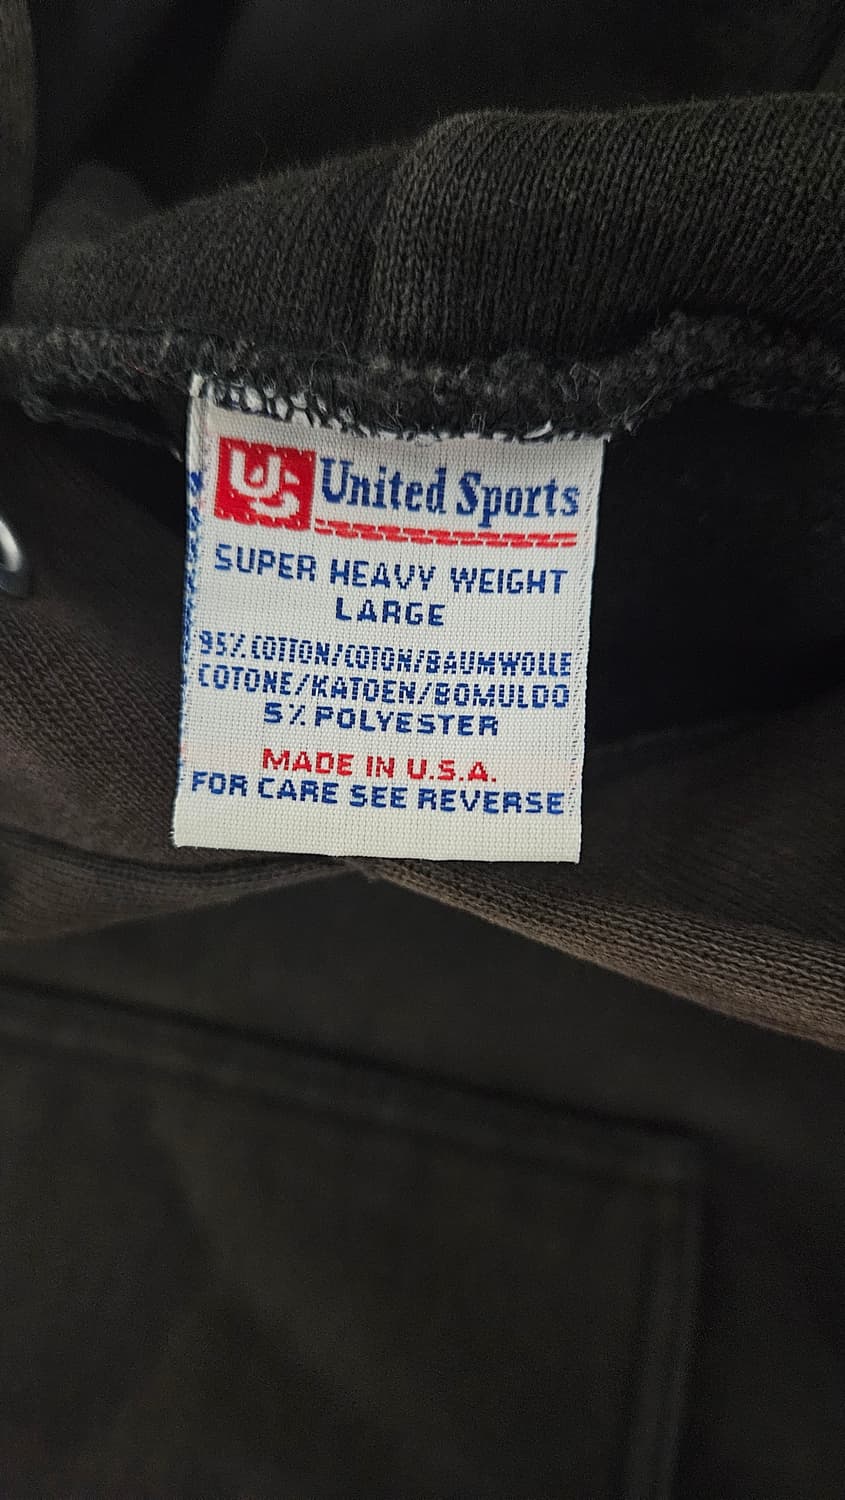 US United Sports
SUPER HEAVY WEIGHT
LARGE
95% COTTON/COTON/BAUMWOLLE
COTONE/KATOEN/BOMULDO
5% POLYESTER
MADE IN U.S.A.
FOR CARE SEE REVERSE